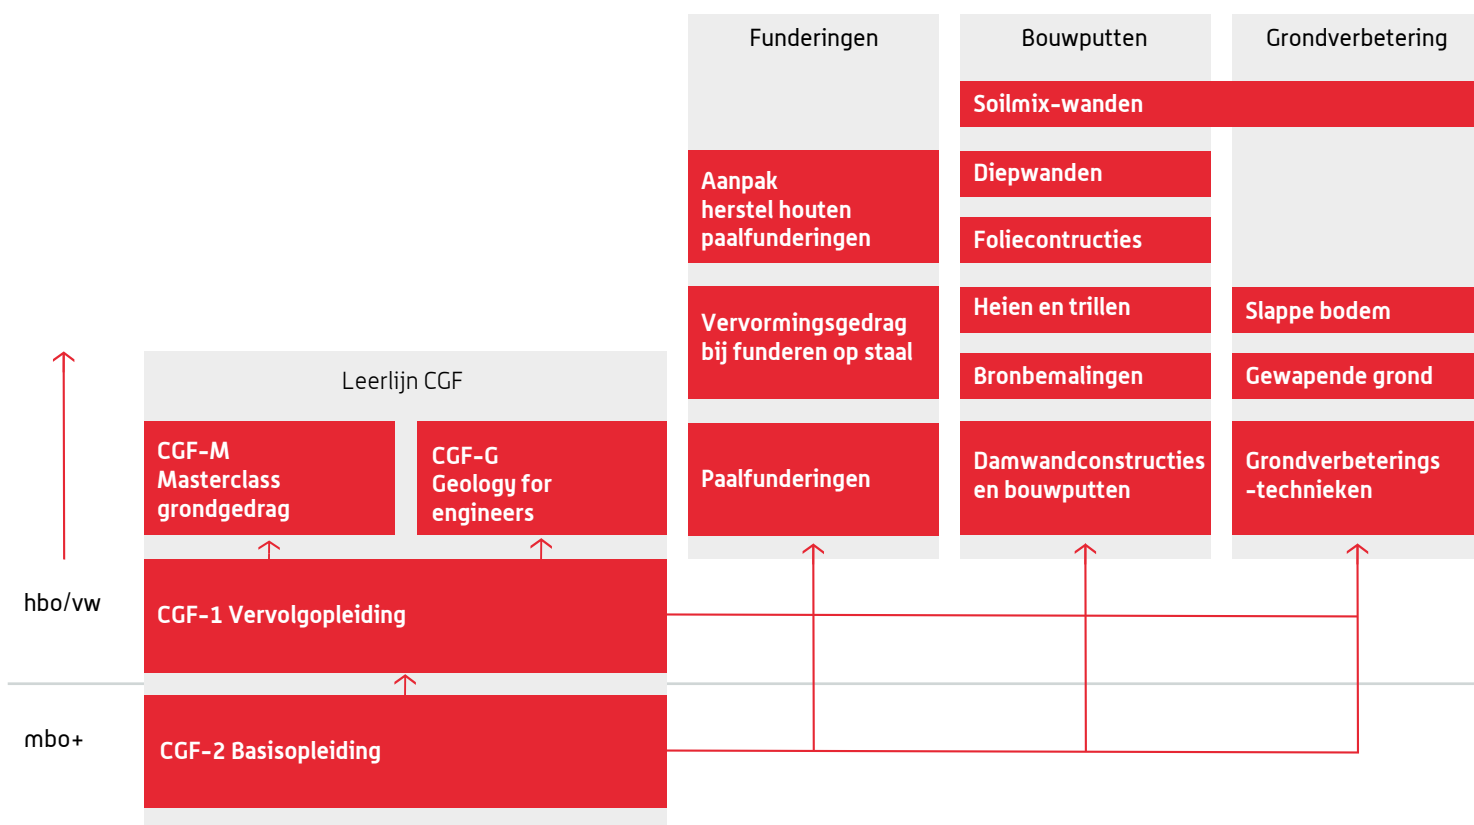 Funderingen
Bouwputten
Grondverbetering
Soilmix-wanden
Aanpak
herstel houten
paalfunderingen
Diepwanden
Foliecontructies
Vervormingsgedrag
bij funderen op staal
Heien en trillen
Slappe bodem
Bronbemalingen
Gewapende grond
Paalfunderingen
Damwandconstructies
en bouwputten
Grondverbeterings
-technieken
Leerlijn CGF
CGF-M
Masterclass
grondgedrag
CGF-G
Geology for
engineers
hbo/vw
CGF-1 Vervolgopleiding
mbo+
CGF-2 Basisopleiding